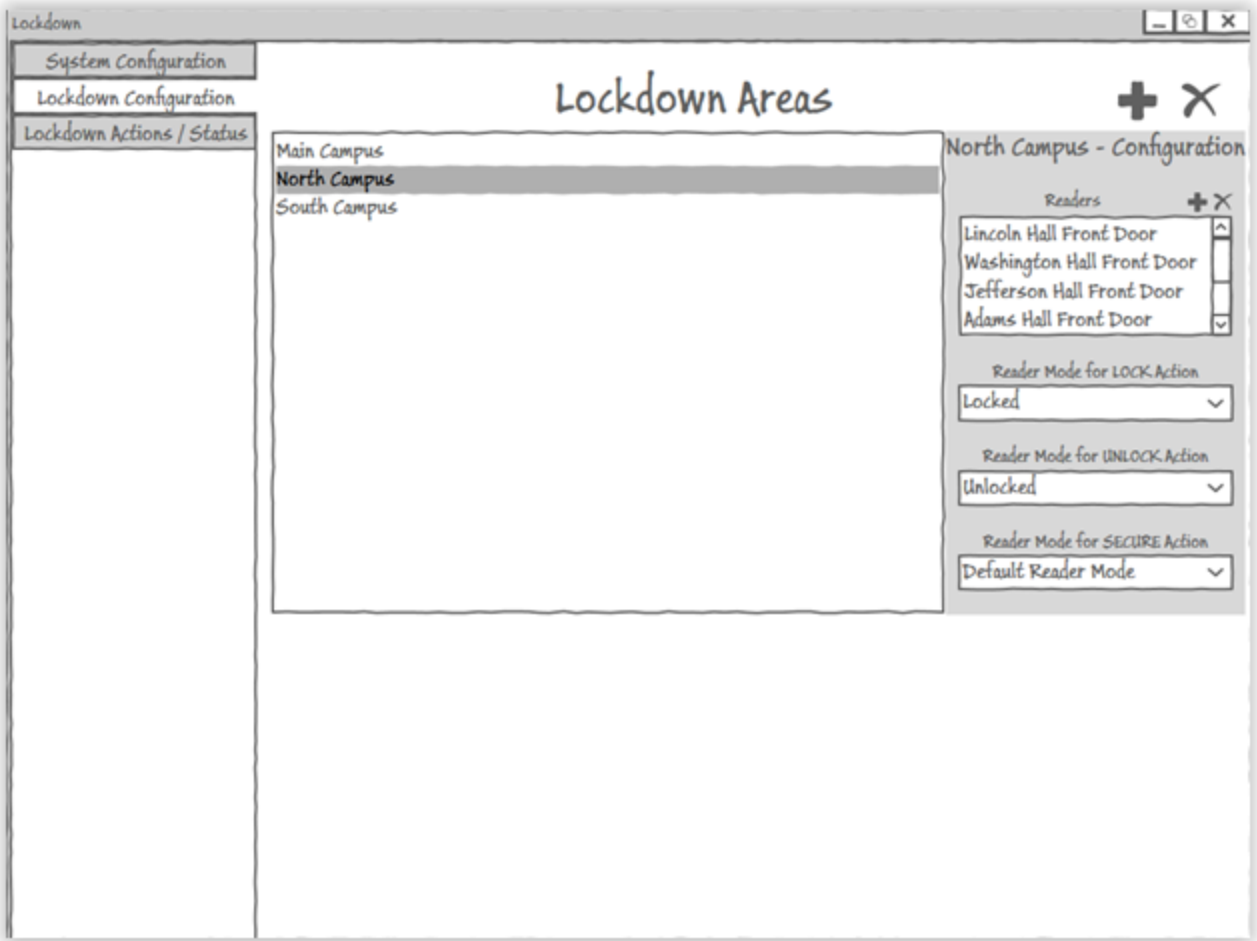 Lockdown
System Configuration
Lockdown Configuration
Lockdown Actions / Status
Lockdown Areas
Main Campus
North Campus
South Campus
North Campus - Configuration
Readers
Lincoln Hall Front Door
Washington Hall Front Door
Jefferson Hall Front Door
Adams Hall Front Door
Reader Mode for LOCK Action
Locked
Reader Mode for UNLOCK Action
Unlocked
Reader Mode for SECURE Action
Default Reader Mode